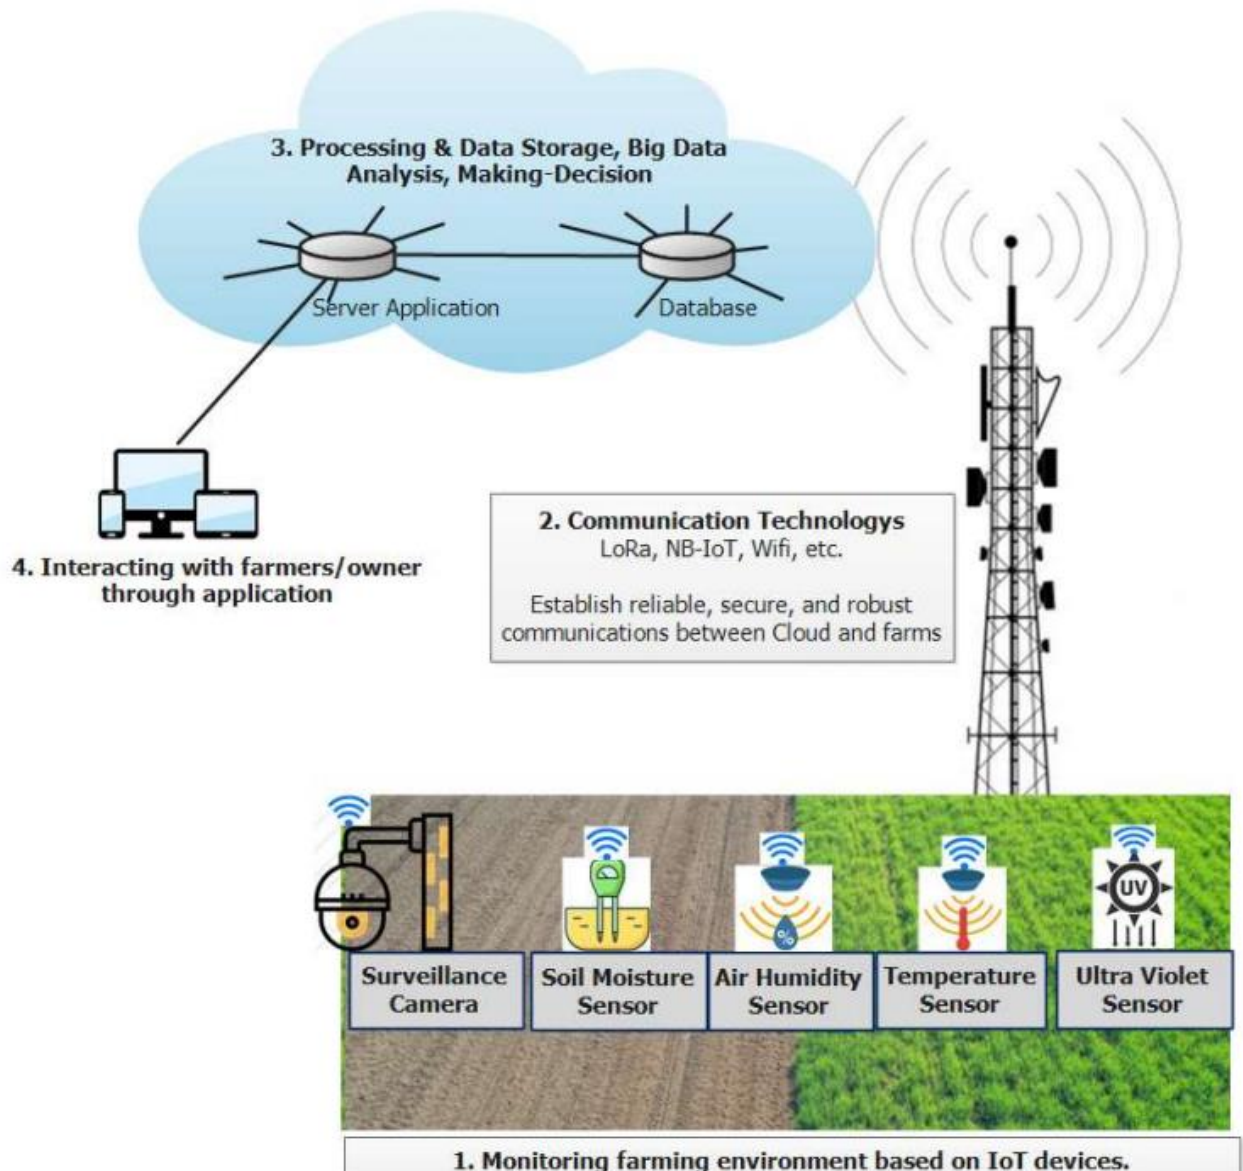 3. Processing & Data Storage, Big Data
Analysis, Making-Decision
Server Application
Database
2. Communication Technologys
LoRa, NB-IoT, Wifi, etc.
Establish reliable, secure, and robust
communications between Cloud and farms
4. Interacting with farmers/owner
through application
%
UV
Surveillance
Camera
Soil Moisture
Sensor
Air Humidity
Sensor
Temperature
Sensor
Ultra Violet
Sensor
1. Monitoring farming environment based on IoT devices.